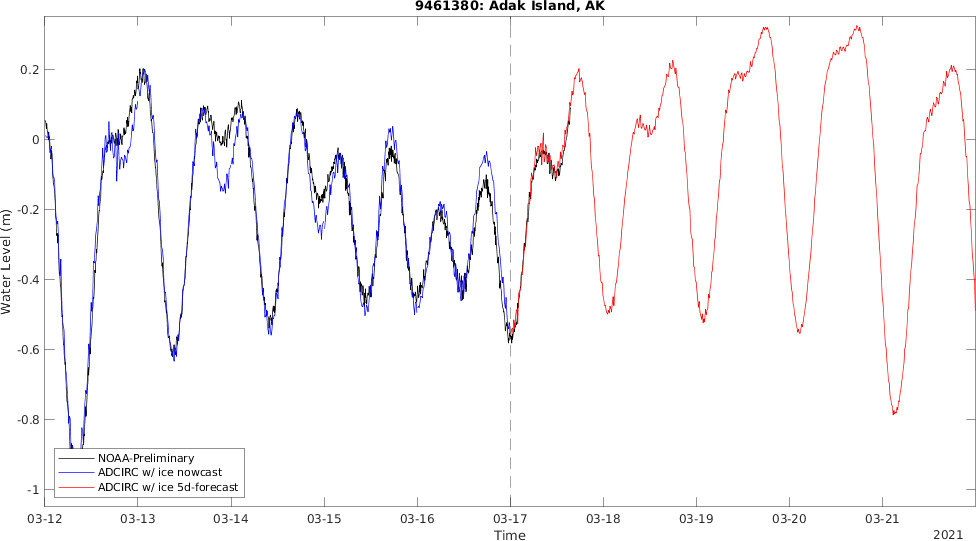 9461380: Adak Island, AK
Water Level (m)
0.2
0
-0.2
-0.4
-0.6
-0.8
-1
NOAA-Preliminary
ADCIRC w/ ice nowcast
ADCIRC w/ ice 5d-forecast
03-12 03-13 03-14 03-15 03-16 03-17 03-18 03-19 03-20 03-21
Time
2021